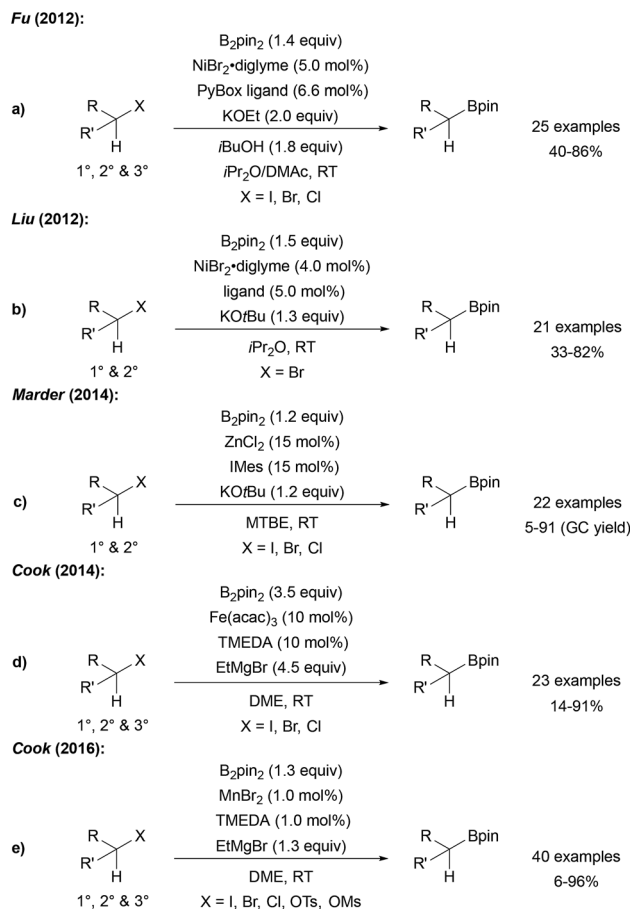 Fu (2012):
B2pin2 (1.4 equiv)
NiBr2•diglyme (5.0 mol%)
PyBox ligand (6.6 mol%)
KOEt (2.0 equiv)
a)
R
X
R'
H
1°, 2° & 3°
iBuOH (1.8 equiv)
iPr2O/DMAc, RT
X = I, Br, Cl
R
Bpin
R'
H
25 examples
40-86%
Liu (2012):
B2pin2 (1.5 equiv)
NiBr2•diglyme (4.0 mol%)
ligand (5.0 mol%)
KOtBu (1.3 equiv)
b)
R
X
R'
H
1° & 2°
iPr2O, RT
X = Br
R
Bpin
R'
H
21 examples
33-82%
Marder (2014):
B2pin2 (1.2 equiv)
ZnCl2 (15 mol%)
IMes (15 mol%)
KOtBu (1.2 equiv)
c)
R
X
R'
H
1° & 2°
MTBE, RT
X = I, Br, Cl
R
Bpin
R'
H
22 examples
5-91 (GC yield)
Cook (2014):
B2pin2 (3.5 equiv)
Fe(acac)3 (10 mol%)
TMEDA (10 mol%)
EtMgBr (4.5 equiv)
d)
R
X
R'
H
1°, 2° & 3°
DME, RT
X = I, Br, Cl
R
Bpin
R'
H
23 examples
14-91%
Cook (2016):
B2pin2 (1.3 equiv)
MnBr2 (1.0 mol%)
TMEDA (1.0 mol%)
EtMgBr (1.3 equiv)
e)
R
X
R'
H
1°, 2° & 3°
DME, RT
X = I, Br, Cl, OTs, OMs
R
Bpin
R'
H
40 examples
6-96%